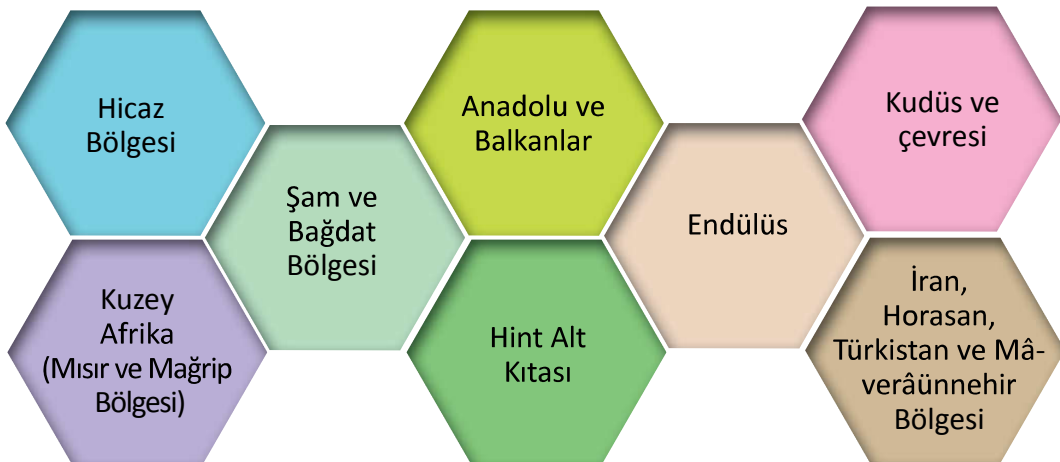 Hicaz
Bölgesi
Anadolu ve
Balkanlar
Kudüs ve
çevresi
Şam ve
Bağdat
Bölgesi
Endülüs
Kuzey
Afrika
(Mısır ve Mağrip
Bölgesi)
Hint Alt
Kıtası
İran,
Horasan,
Türkistan ve Mâ-
verâünnehir
Bölgesi